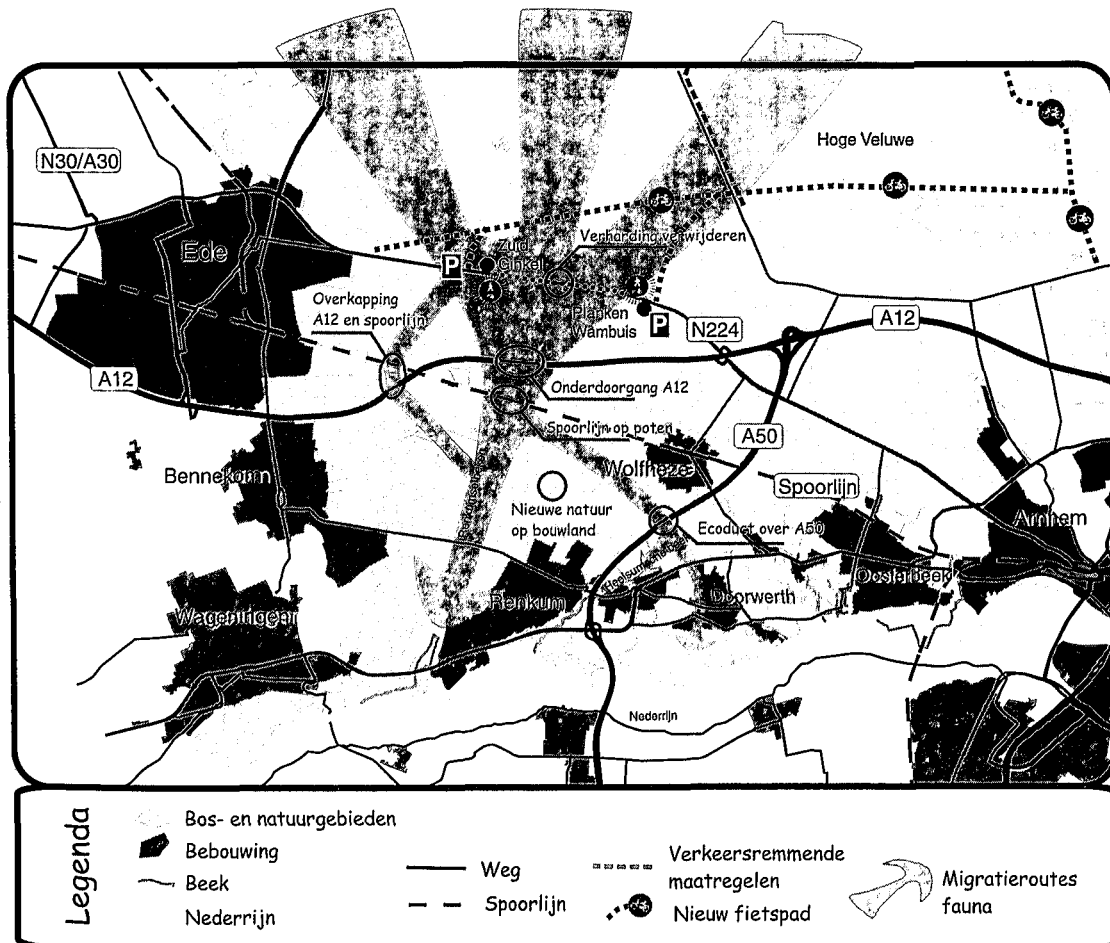 Hoge Veluwe
N30/A30
Ede
Zuid
Ginkel
Verharding verwijderen
P
Overkapping
A12 en spoorlijn
Planken
Wambuis
P
N224
A12
A12
Onderdoorgang A12
Spoorlijn op poten
A50
Wolfheze
Bennekom
Spoorlijn
Nieuwe natuur
op bouwland
Ecoduct over A50
Arnhem
Oosterbeek
Renkum
Doorwerth
Wageningen
Nederrijn
Legenda
Bos- en natuurgebieden
Bebouwing
Beek
Nederrijn
Weg
Spoorlijn
Verkeersremmende
maatregelen
Nieuw fietspad
Migratieroutes
fauna